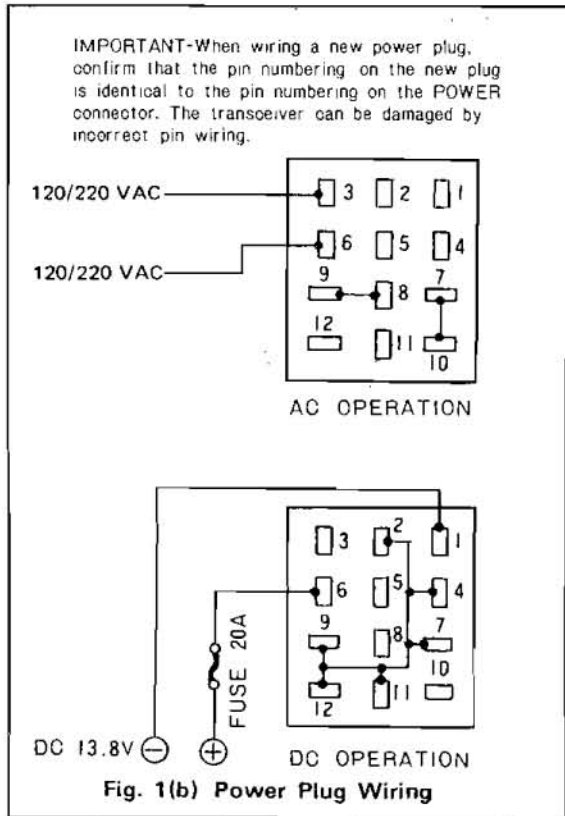 IMPORTANT-When wiring a new power plug,
confirm that the pin numbering on the new plug
is identical to the pin numbering on the POWER
connector. The transceiver can be damaged by
incorrect pin wiring.
120/220 VAC
3 2 1
120/220 VAC
6 5 4
9 8 7
12 11 10
AC OPERATION
3 2 1
6 5 4
9 8 7
12 11 10
FUSE 20A
DC 13.8V − +
DC OPERATION
Fig. 1(b) Power Plug Wiring